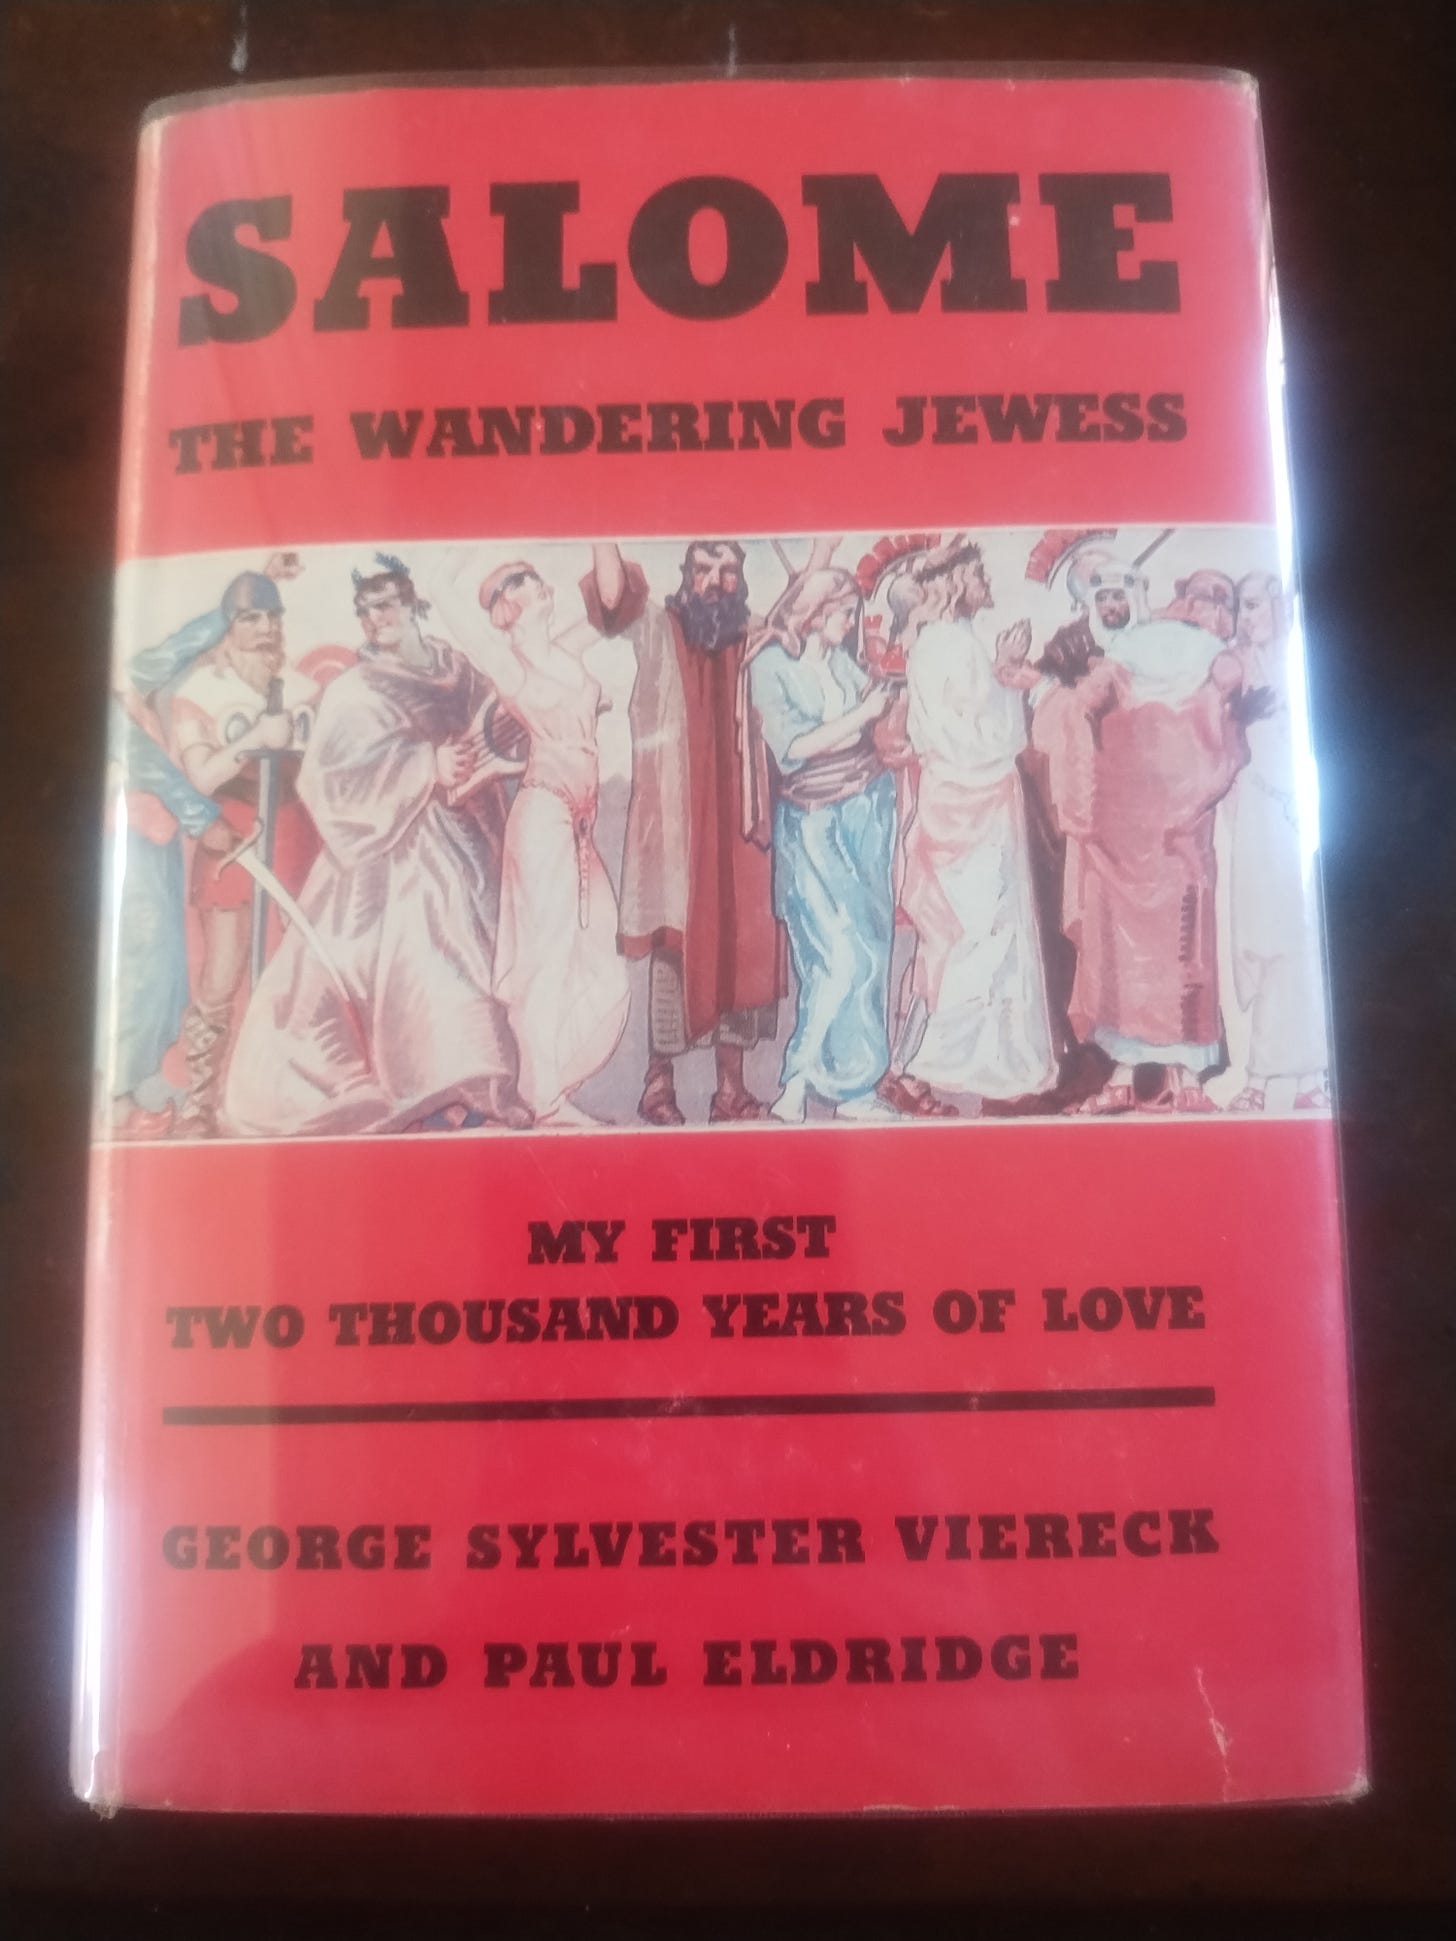 SALOME
THE WANDERING JEWESS
MY FIRST
TWO THOUSAND YEARS OF LOVE
GEORGE SYLVESTER VIERECK
AND PAUL ELDRIDGE